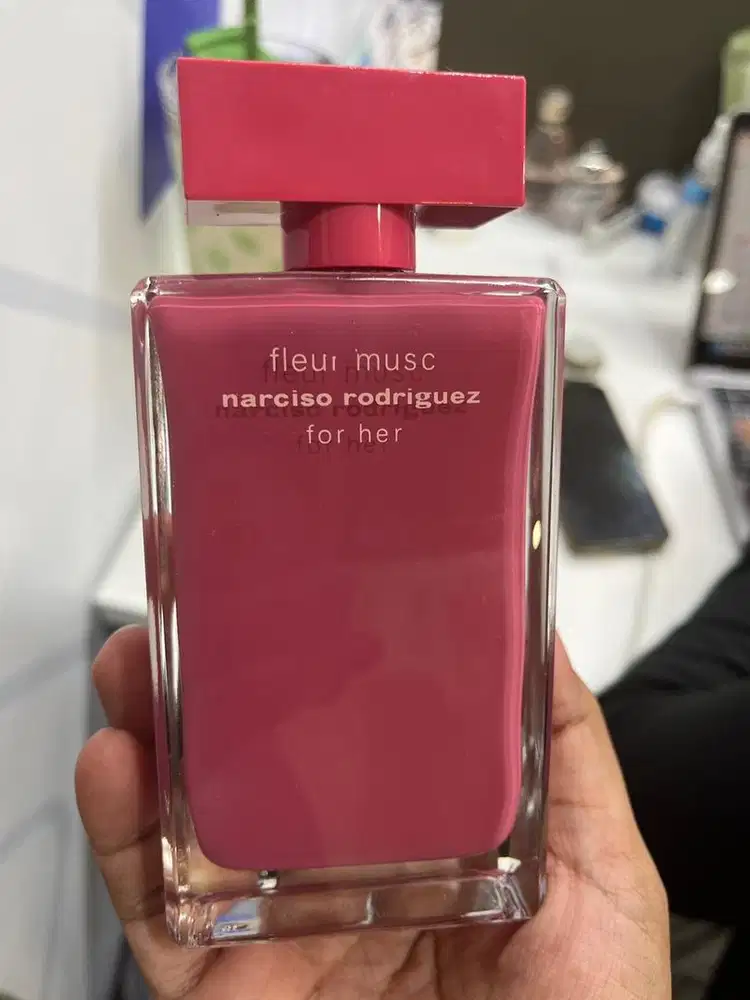 fleur musc
narciso rodriguez
for her